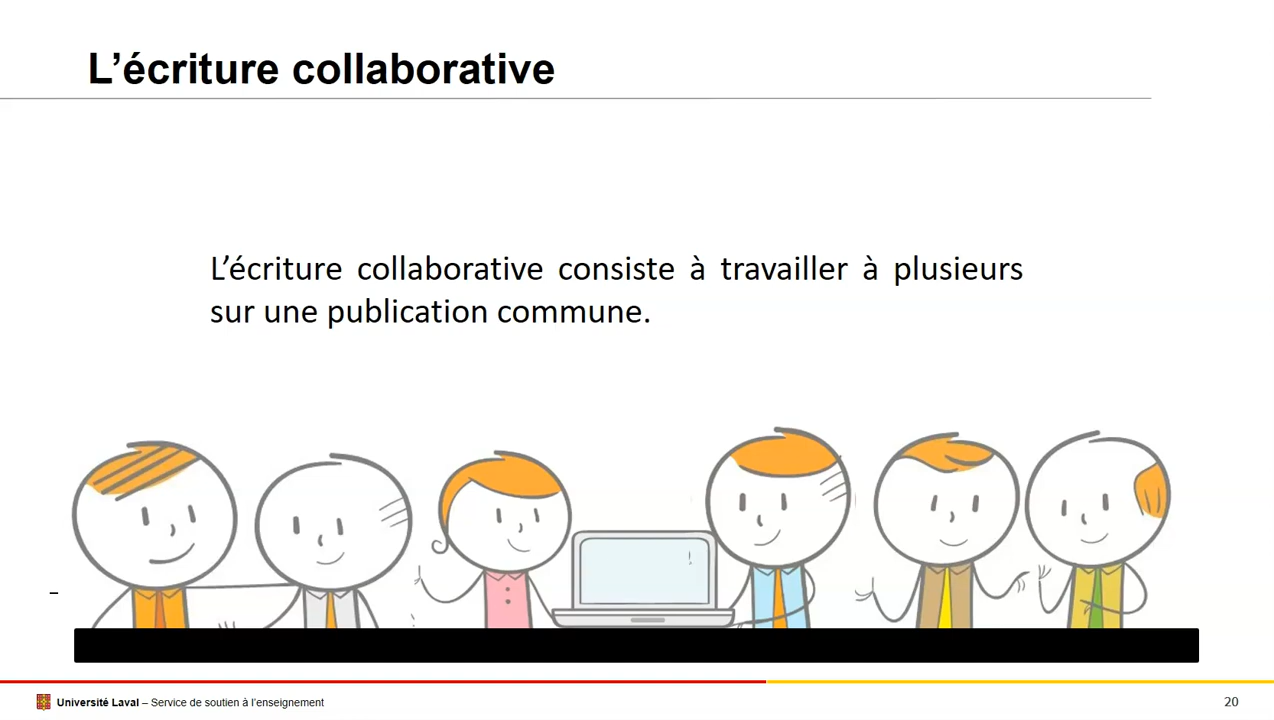 L’écriture collaborative
L’écriture collaborative consiste à travailler à plusieurs
sur une publication commune.
Université Laval – Service de soutien à l’enseignement
20